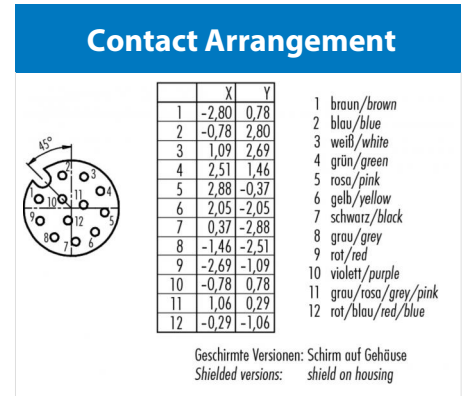 Contact Arrangement
X Y
1 -2,80 0,78
2 -0,78 2,80
3 1,09 2,69
4 2,51 1,46
5 2,88 -0,37
6 2,05 -2,05
7 0,37 -2,88
8 -1,46 -2,51
9 -2,69 -1,09
10 -0,78 0,78
11 1,06 0,29
12 -0,29 -1,06
45°
2 3
1 10 11 4
9 12 5
8 7 6
1 braun/brown
2 blau/blue
3 weiß/white
4 grün/green
5 rosa/pink
6 gelb/yellow
7 schwarz/black
8 grau/grey
9 rot/red
10 violett/purple
11 grau/rosa/grey/pink
12 rot/blau/red/blue
Geschirmte Versionen: Schirm auf Gehäuse
Shielded versions: shield on housing